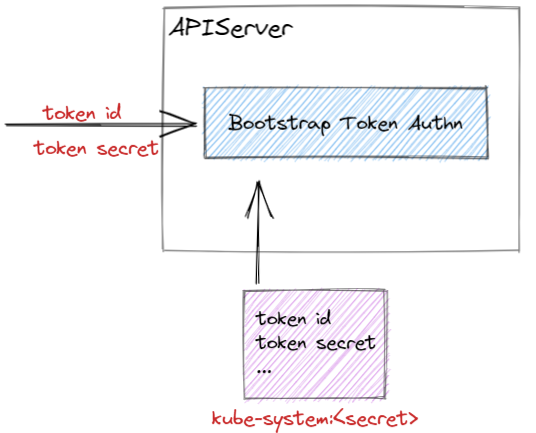 APIServer
token id
Bootstrap Token Authn
token secret
token id
token secret
...
kube-system:<secret>